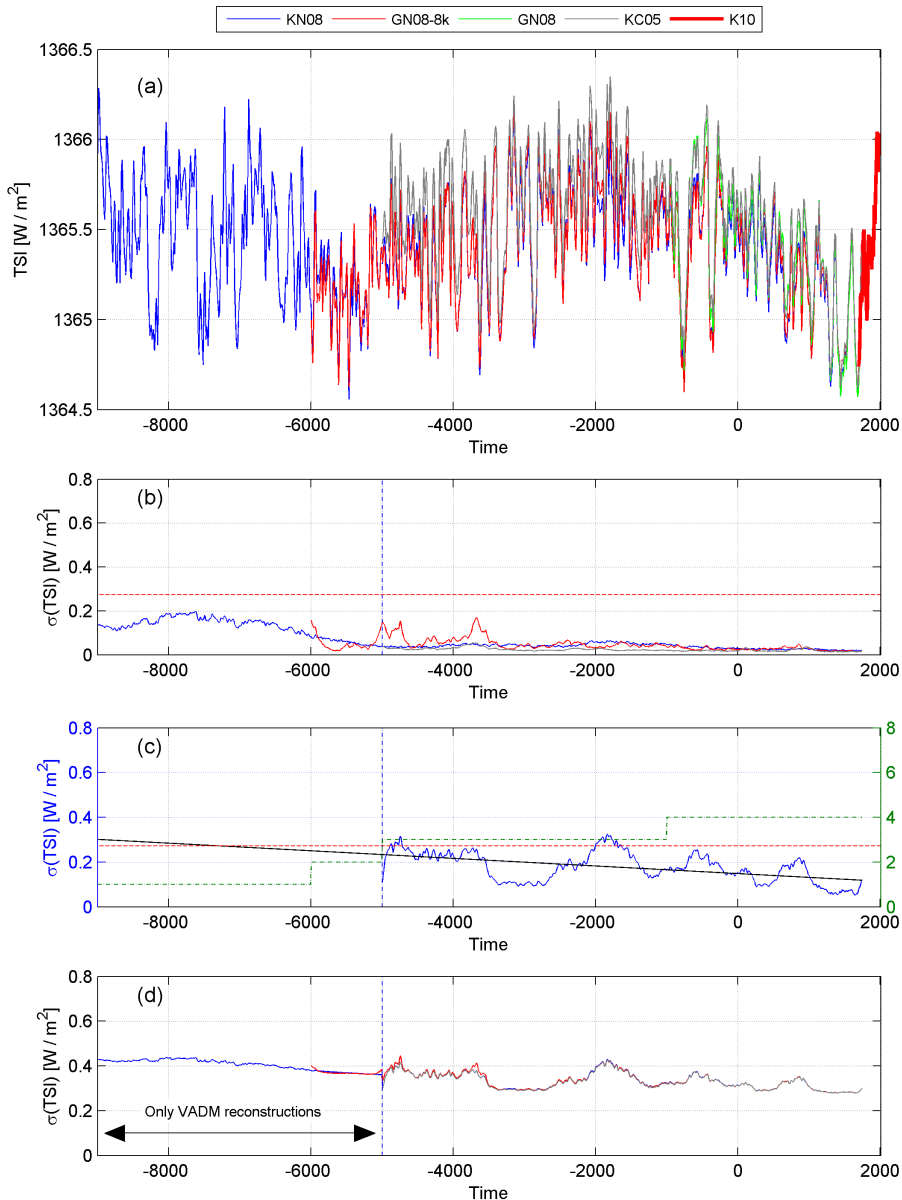 KN08 GN08-8k GN08 KC05 K10
(a)
1366.5
1366
1365.5
1365
1364.5
TSI [W / m²]
-8000 -6000 -4000 -2000 0 2000
Time
(b)
0.8
0.6
0.4
0.2
0
σ(TSI) [W / m²]
-8000 -6000 -4000 -2000 0 2000
Time
(c)
0.8 8
0.6 6
0.4 4
0.2 2
0 0
σ(TSI) [W / m²]
-8000 -6000 -4000 -2000 0 2000
Time
(d)
0.8
0.6
0.4
0.2
0
σ(TSI) [W / m²]
Only VADM reconstructions
-8000 -6000 -4000 -2000 0 2000
Time